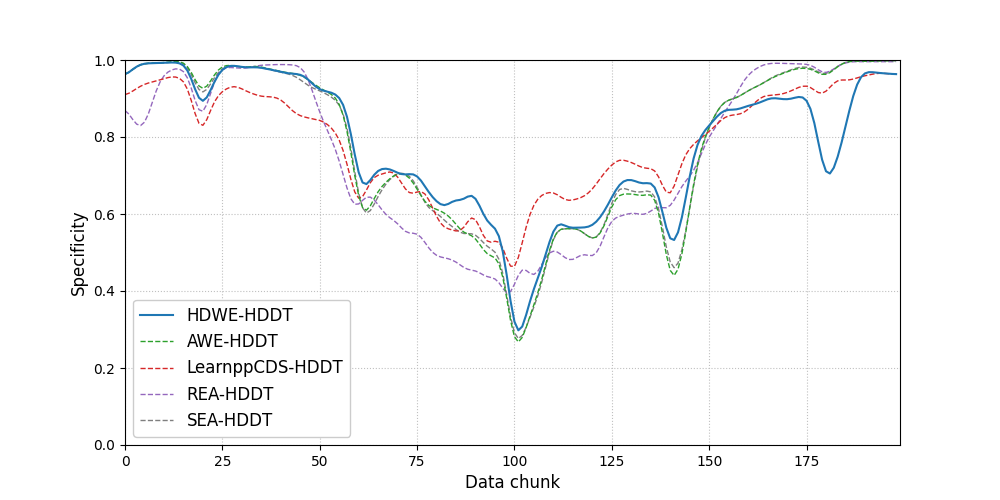 Specificity
1.0
0.8
0.6
0.4
0.2
0.0
HDWE-HDDT
AWE-HDDT
LearnppCDS-HDDT
REA-HDDT
SEA-HDDT
0 25 50 75 100 125 150 175
Data chunk